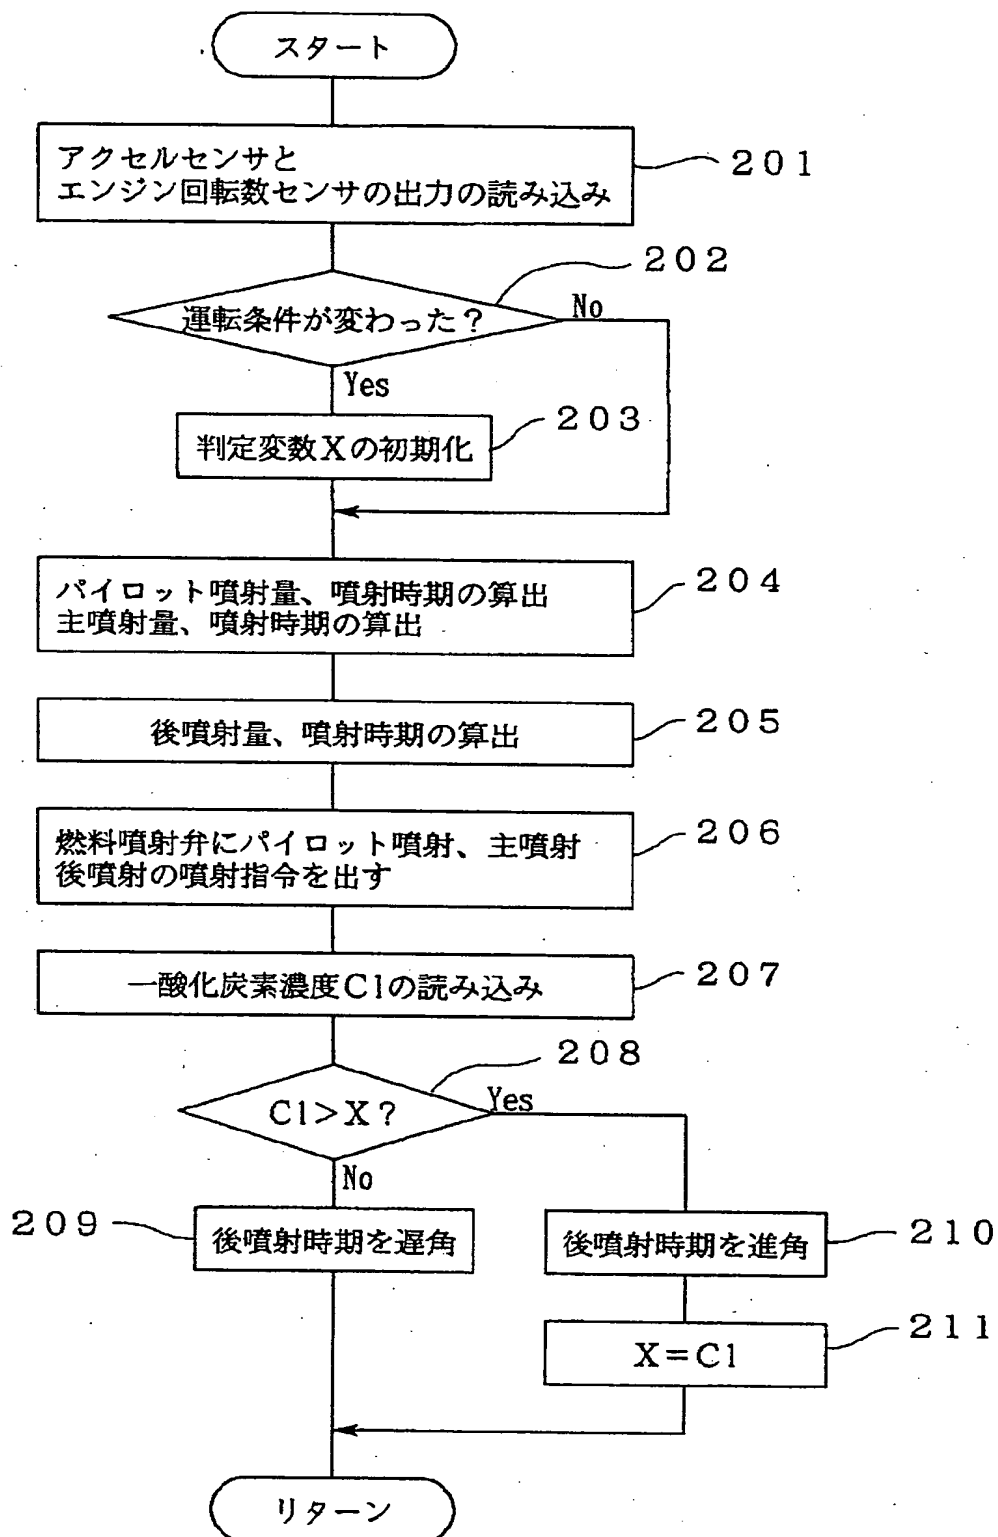 スタート
アクセルセンサと
エンジン回転数センサの出力の読み込み
201
202
運転条件が変わった？
No
Yes
203
判定変数Xの初期化
パイロット噴射量、噴射時期の算出
主噴射量、噴射時期の算出
204
後噴射量、噴射時期の算出
205
燃料噴射弁にパイロット噴射、主噴射
後噴射の噴射指令を出す
206
一酸化炭素濃度C1の読み込み
207
208
C1＞X？
Yes
No
209
後噴射時期を遅角
後噴射時期を進角
210
X＝C1
211
リターン